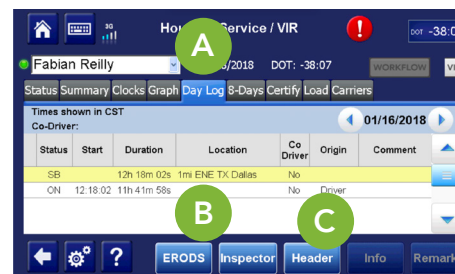 3G Hours of Service / VIR ! DOT -38:0
A
Fabian Reilly /2018 DOT: -38:07 WORKFLOW VI
Status Summary Clocks Graph Day Log 8-Days Certify Load Carriers
Times shown in CST
Co-Driver:
01/16/2018
Status Start Duration Location Co Driver Origin Comment
SB 12h 18m 02s 1mi ENE TX Dallas No
ON 12:18:02 11h 41m 58s No Driver
B C
? ERODS Inspector Header Info Remark